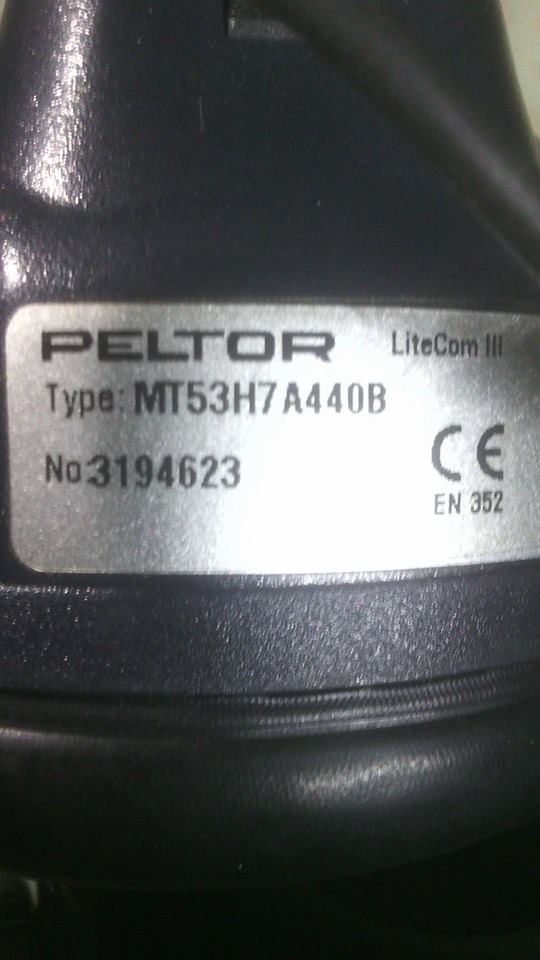 PELTOR LiteCom III
Type: MT53H7A440B
No 3194623
CE
EN 352